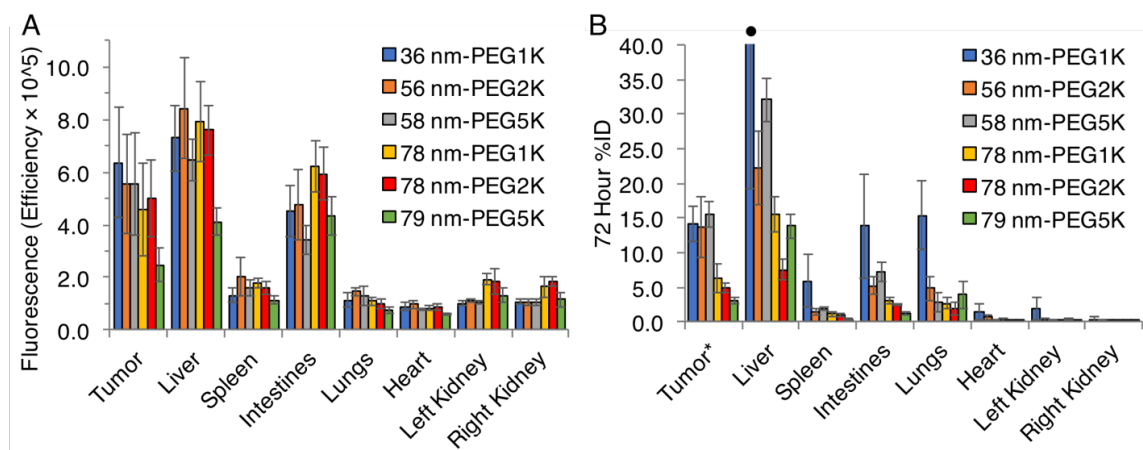 A
Fluorescence (Efficiency × 10^5)
10.0
8.0
6.0
4.0
2.0
0.0
36 nm-PEG1K
56 nm-PEG2K
58 nm-PEG5K
78 nm-PEG1K
78 nm-PEG2K
79 nm-PEG5K
Tumor
Liver
Spleen
Intestines
Lungs
Heart
Left Kidney
Right Kidney
B
72 Hour %ID
40.0
35.0
30.0
25.0
20.0
15.0
10.0
5.0
0.0
36 nm-PEG1K
56 nm-PEG2K
58 nm-PEG5K
78 nm-PEG1K
78 nm-PEG2K
79 nm-PEG5K
Tumor*
Liver
Spleen
Intestines
Lungs
Heart
Left Kidney
Right Kidney